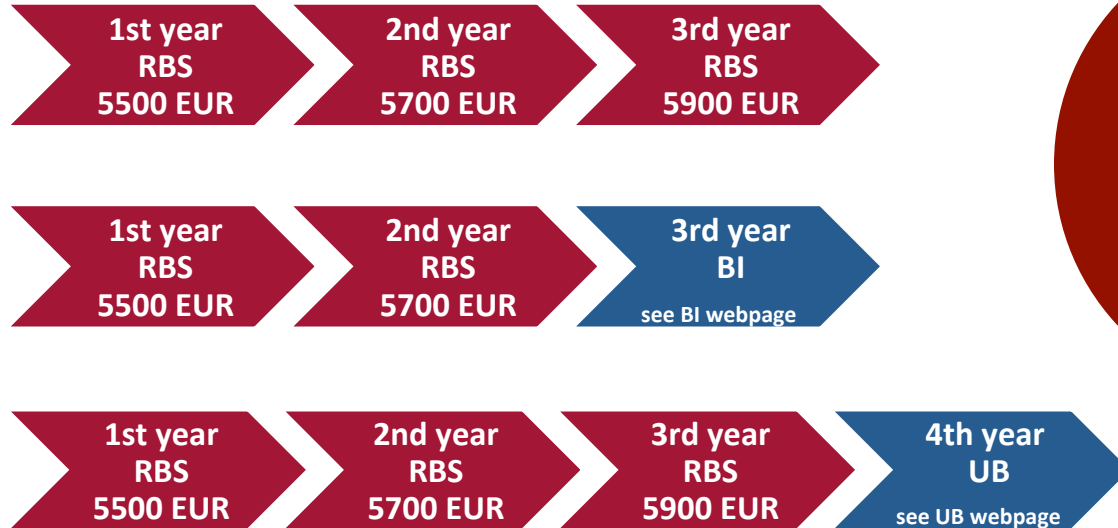 1st year
RBS
5500 EUR
2nd year
RBS
5700 EUR
3rd year
RBS
5900 EUR
1st year
RBS
5500 EUR
2nd year
RBS
5700 EUR
3rd year
BI
see BI webpage
1st year
RBS
5500 EUR
2nd year
RBS
5700 EUR
3rd year
RBS
5900 EUR
4th year
UB
see UB webpage